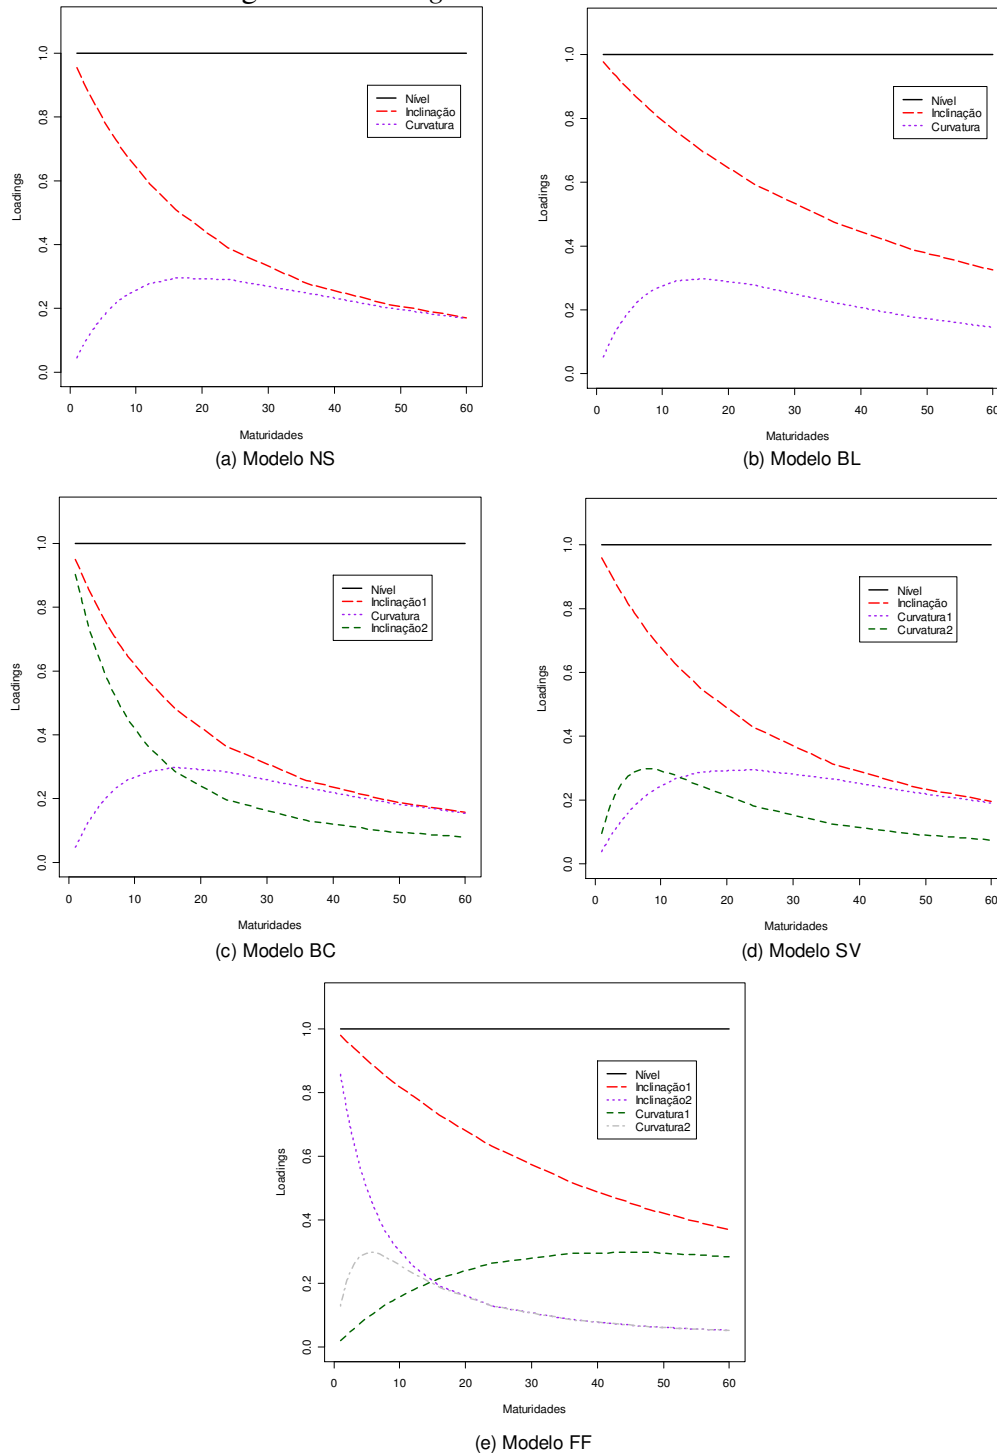 1.0
0.8
0.6
0.4
0.2
0.0
Loadings
Nível
Inclinação
Curvatura
0 10 20 30 40 50 60
Maturidades
(a) Modelo NS
1.0
0.8
0.6
0.4
0.2
0.0
Loadings
Nível
Inclinação
Curvatura
0 10 20 30 40 50 60
Maturidades
(b) Modelo BL
1.0
0.8
0.6
0.4
0.2
0.0
Loadings
Nível
Inclinação1
Curvatura
Inclinação2
0 10 20 30 40 50 60
Maturidades
(c) Modelo BC
1.0
0.8
0.6
0.4
0.2
0.0
Loadings
Nível
Inclinação
Curvatura1
Curvatura2
0 10 20 30 40 50 60
Maturidades
(d) Modelo SV
1.0
0.8
0.6
0.4
0.2
0.0
Loadings
Nível
Inclinação1
Inclinação2
Curvatura1
Curvatura2
0 10 20 30 40 50 60
Maturidades
(e) Modelo FF